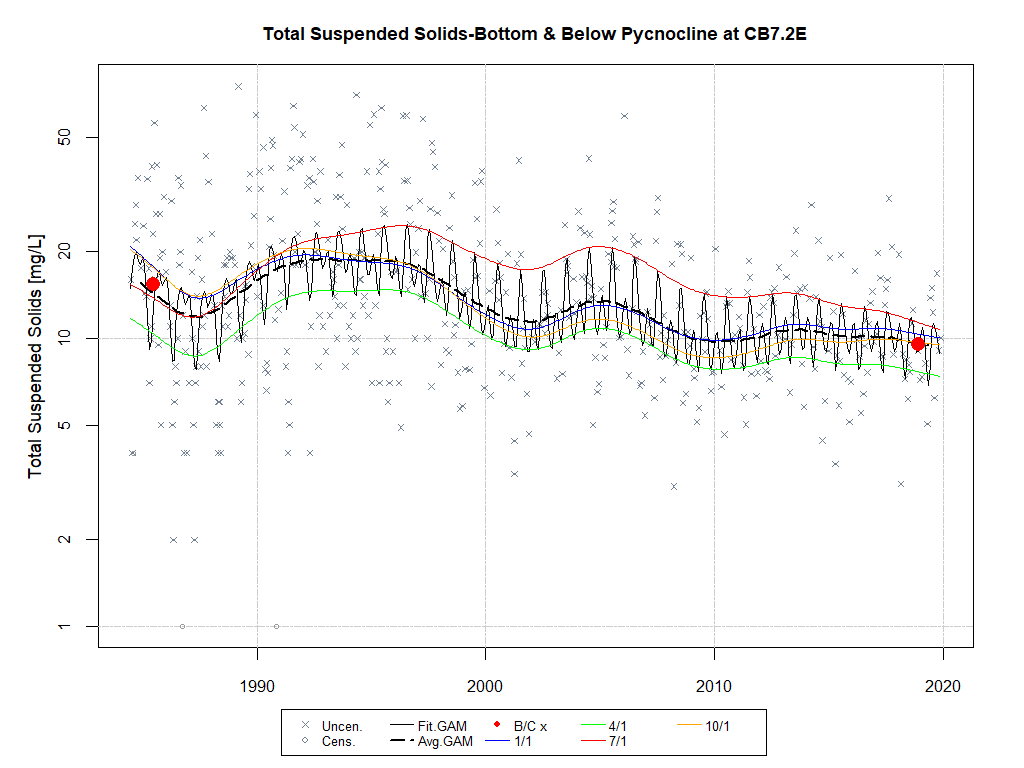 Total Suspended Solids-Bottom & Below Pycnocline at CB7.2E
Total Suspended Solids [mg/L]
50
20
10
5
2
1
1990 2000 2010 2020
Uncen. Fit.GAM B/C x 4/1 10/1
Cens. Avg.GAM 1/1 7/1